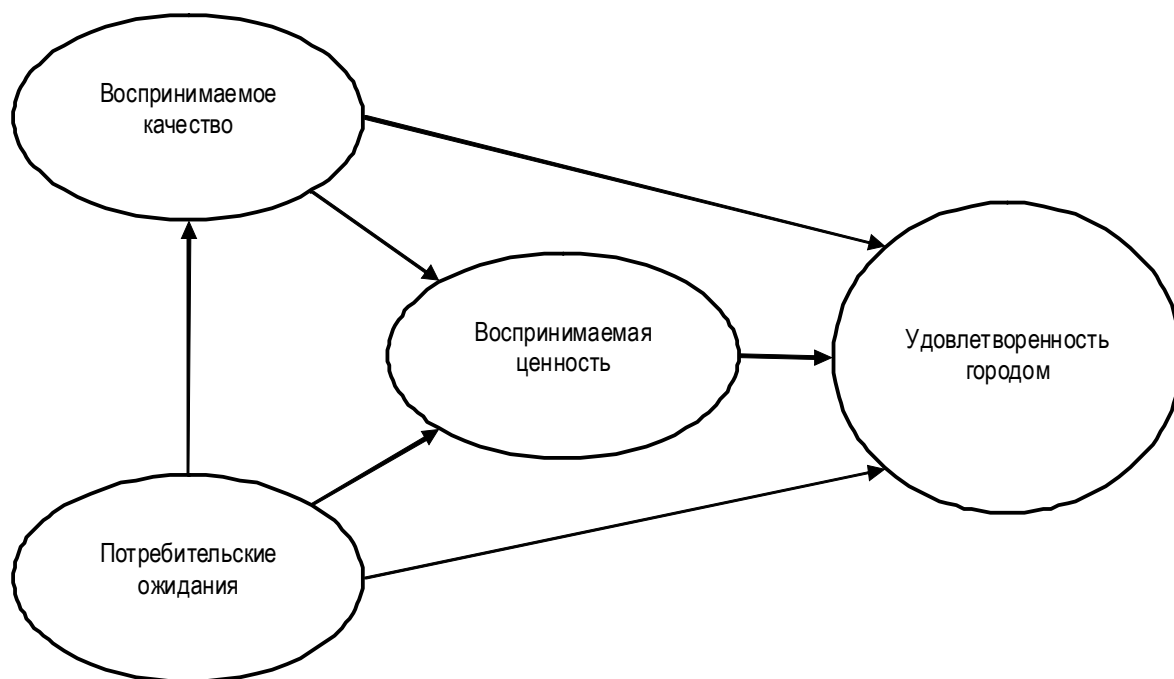 Воспринимаемое
качество
Воспринимаемая
ценность
Удовлетворенность
городом
Потребительские
ожидания